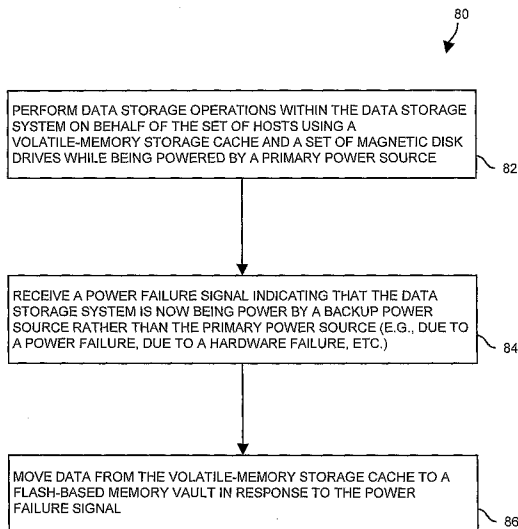 80
PERFORM DATA STORAGE OPERATIONS WITHIN THE DATA STORAGE
SYSTEM ON BEHALF OF THE SET OF HOSTS USING A
VOLATILE-MEMORY STORAGE CACHE AND A SET OF MAGNETIC DISK
DRIVES WHILE BEING POWERED BY A PRIMARY POWER SOURCE
82
RECEIVE A POWER FAILURE SIGNAL INDICATING THAT THE DATA
STORAGE SYSTEM IS NOW BEING POWER BY A BACKUP POWER
SOURCE RATHER THAN THE PRIMARY POWER SOURCE (E.G., DUE TO
A POWER FAILURE, DUE TO A HARDWARE FAILURE, ETC.)
84
MOVE DATA FROM THE VOLATILE-MEMORY STORAGE CACHE TO A
FLASH-BASED MEMORY VAULT IN RESPONSE TO THE POWER
FAILURE SIGNAL
86